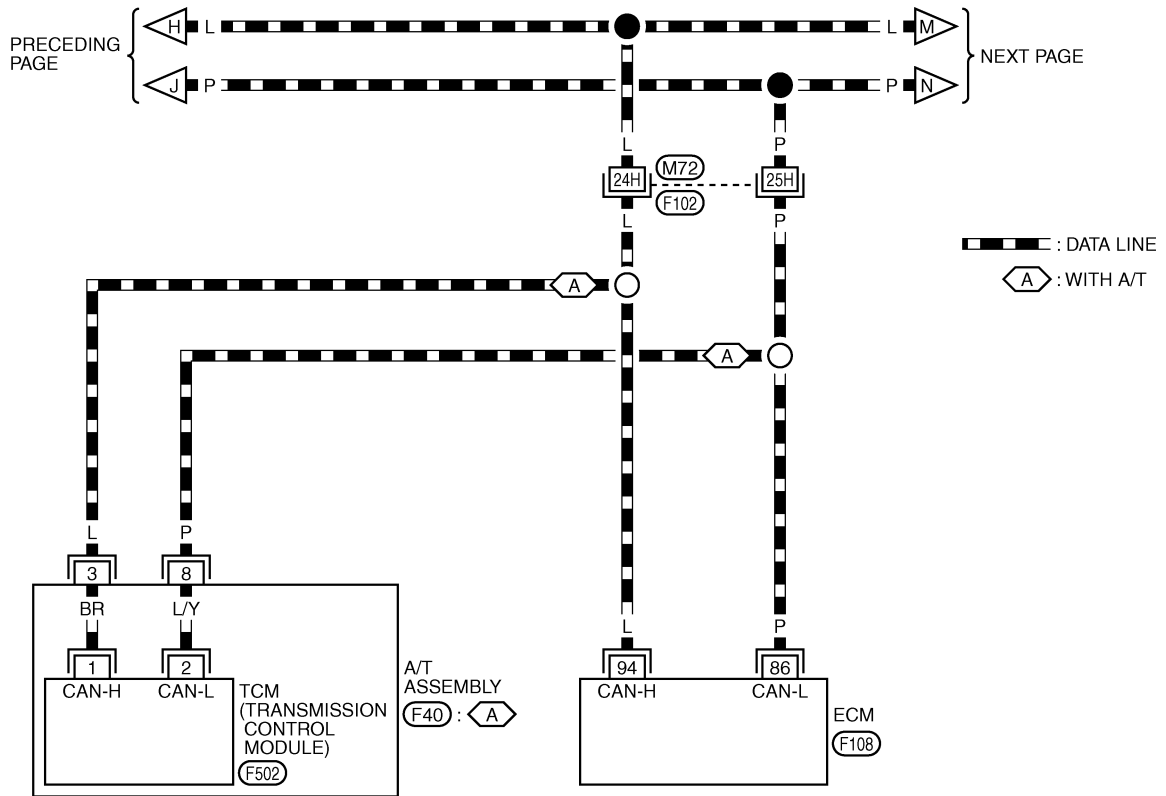 H L L M
PRECEDING
PAGE
NEXT PAGE
J P P N
L P
24H M72 25H
F102
L P
: DATA LINE
A : WITH A/T
A
A
L P
3 8
BR L/Y
L P
1 2
94 86
CAN-H CAN-L
CAN-H CAN-L
TCM
(TRANSMISSION
CONTROL
MODULE)
F502
A/T
ASSEMBLY
F40 : A
ECM
F108